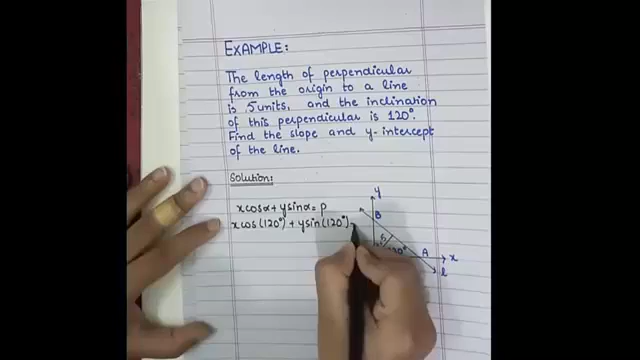 EXAMPLE:
The length of perpendicular
from the origin to a line
is 5units, and the inclination
of this perpendicular is 120°.
Find the slope and y-intercept
of the line.
Solution
xcosα+ysinα=p
xcos(120°)+ysin(120°)=
y
B
5
120°
A
x
l